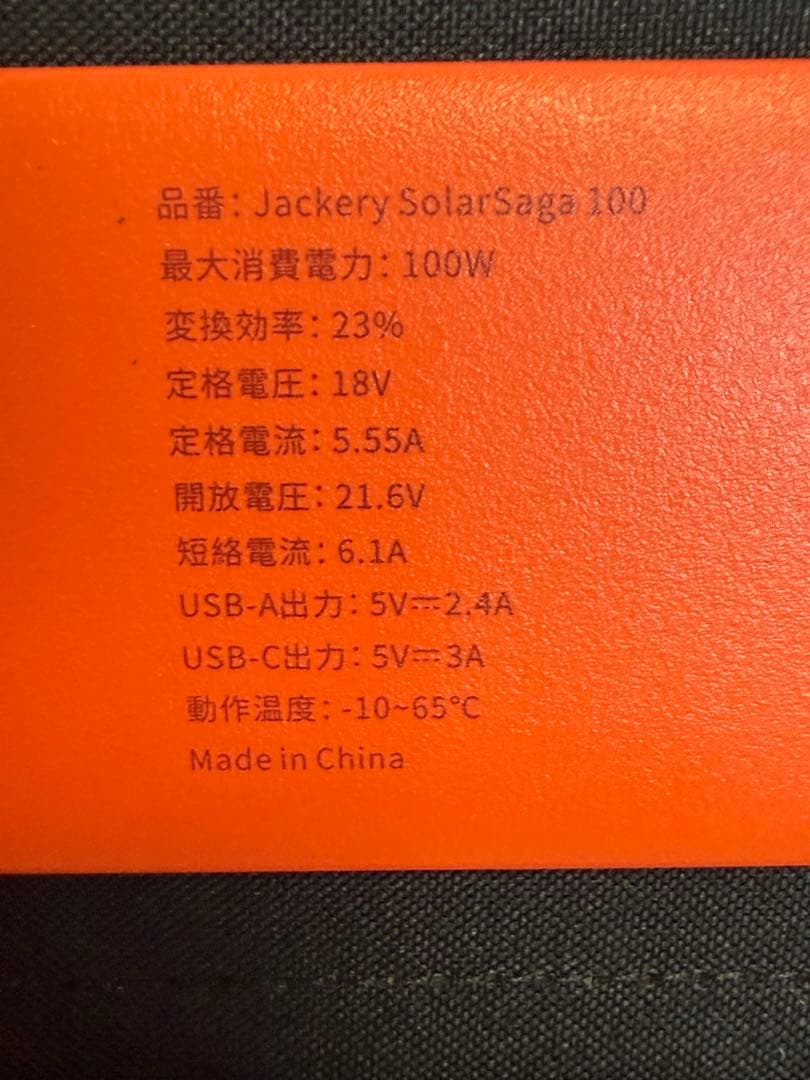 品番：Jackery SolarSaga 100
最大消費電力：100W
変換効率：23%
定格電圧：18V
定格電流：5.55A
開放電圧：21.6V
短絡電流：6.1A
USB-A出力：5V⎓2.4A
USB-C出力：5V⎓3A
動作温度：-10~65℃
Made in China